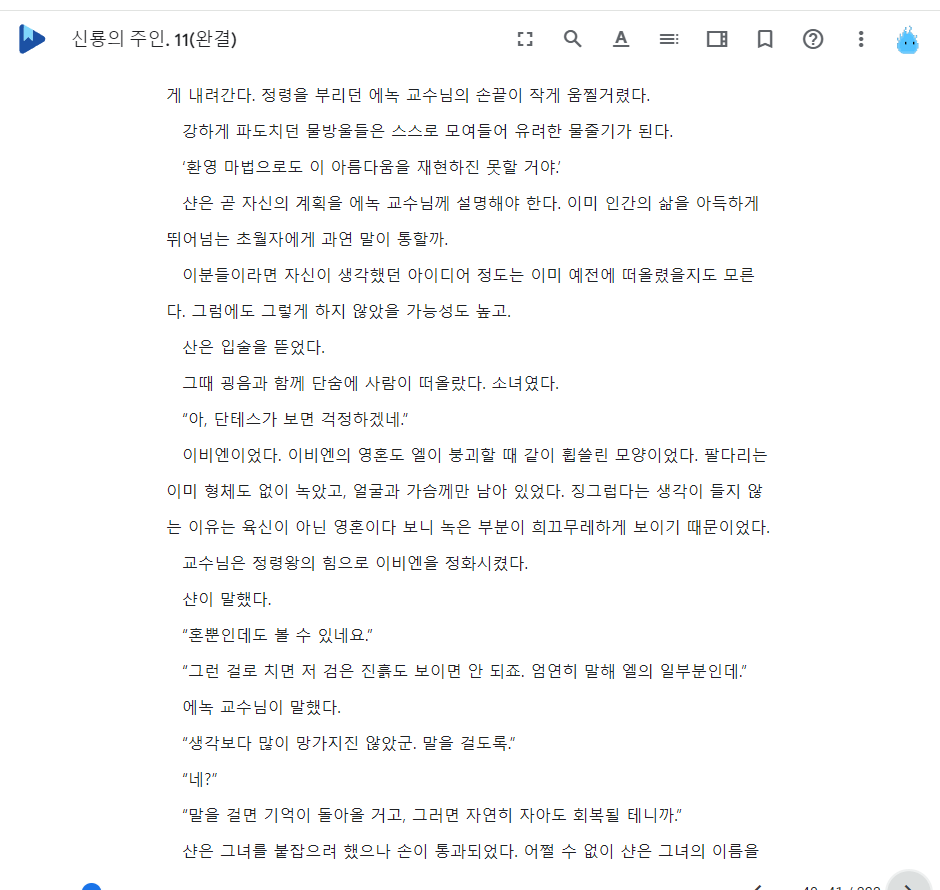 신룡의 주인. 11(완결)
게 내려간다. 정령을 부리던 에녹 교수님의 손끝이 작게 움찔거렸다.
강하게 파도치던 물방울들은 스스로 모여들어 유려한 물줄기가 된다.
‘환영 마법으로도 이 아름다움을 재현하진 못할 거야.’
샨은 곧 자신의 계획을 에녹 교수님께 설명해야 한다. 이미 인간의 삶을 아득하게
뛰어넘는 초월자에게 과연 말이 통할까.
이분들이라면 자신이 생각했던 아이디어 정도는 이미 예전에 떠올렸을지도 모른
다. 그럼에도 그렇게 하지 않았을 가능성도 높고.
산은 입술을 뜯었다.
그때 굉음과 함께 단숨에 사람이 떠올랐다. 소녀였다.
“아, 단테스가 보면 걱정하겠네.”
이비엔이었다. 이비엔의 영혼도 엘이 붕괴할 때 같이 휩쓸린 모양이었다. 팔다리는
이미 형체도 없이 녹았고, 얼굴과 가슴께만 남아 있었다. 징그럽다는 생각이 들지 않
는 이유는 육신이 아닌 영혼이다 보니 녹은 부분이 희끄무레하게 보이기 때문이었다.
교수님은 정령왕의 힘으로 이비엔을 정화시켰다.
샨이 말했다.
“혼뿐인데도 볼 수 있네요.”
“그런 걸로 치면 저 검은 진흙도 보이면 안 되죠. 엄연히 말해 엘의 일부분인데.”
에녹 교수님이 말했다.
“생각보다 많이 망가지진 않았군. 말을 걸도록.”
“네?”
“말을 걸면 기억이 돌아올 거고, 그러면 자연히 자아도 회복될 테니까.”
샨은 그녀를 붙잡으려 했으나 손이 통과되었다. 어쩔 수 없이 샨은 그녀의 이름을